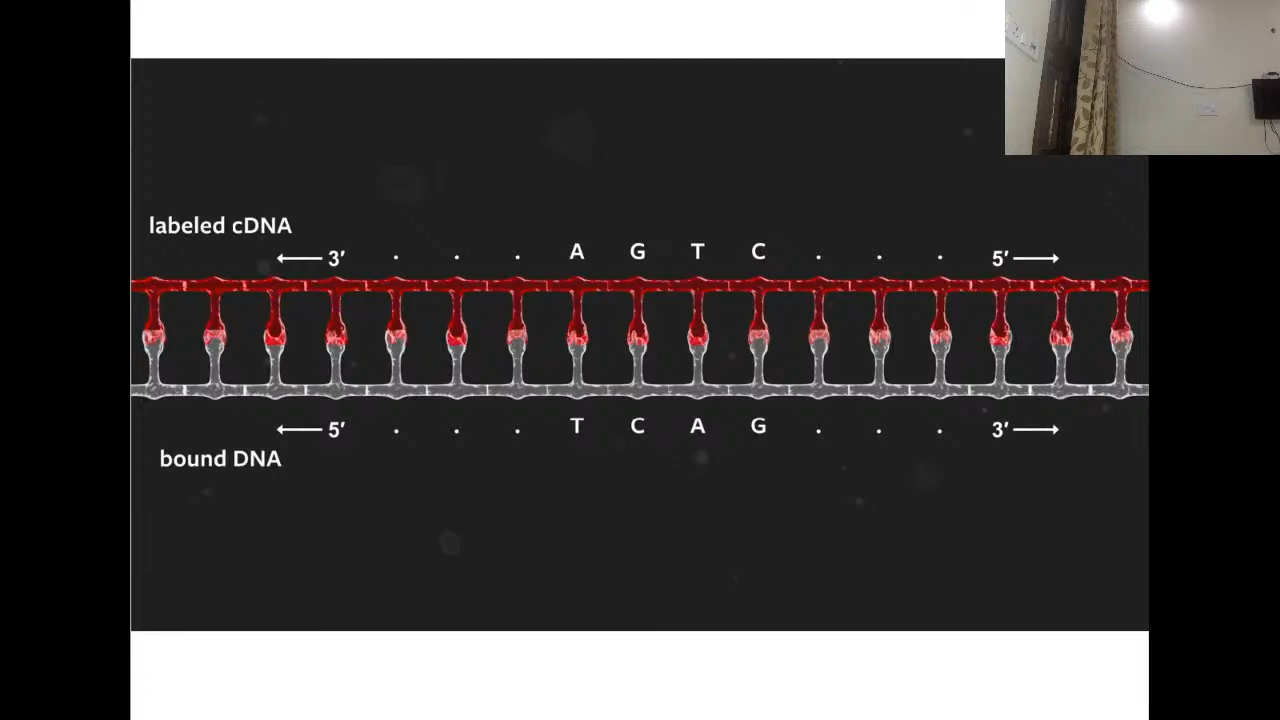 labeled cDNA
← 3′ . . . A G T C . . . 5′ →
← 5′ . . . T C A G . . . 3′ →
bound DNA